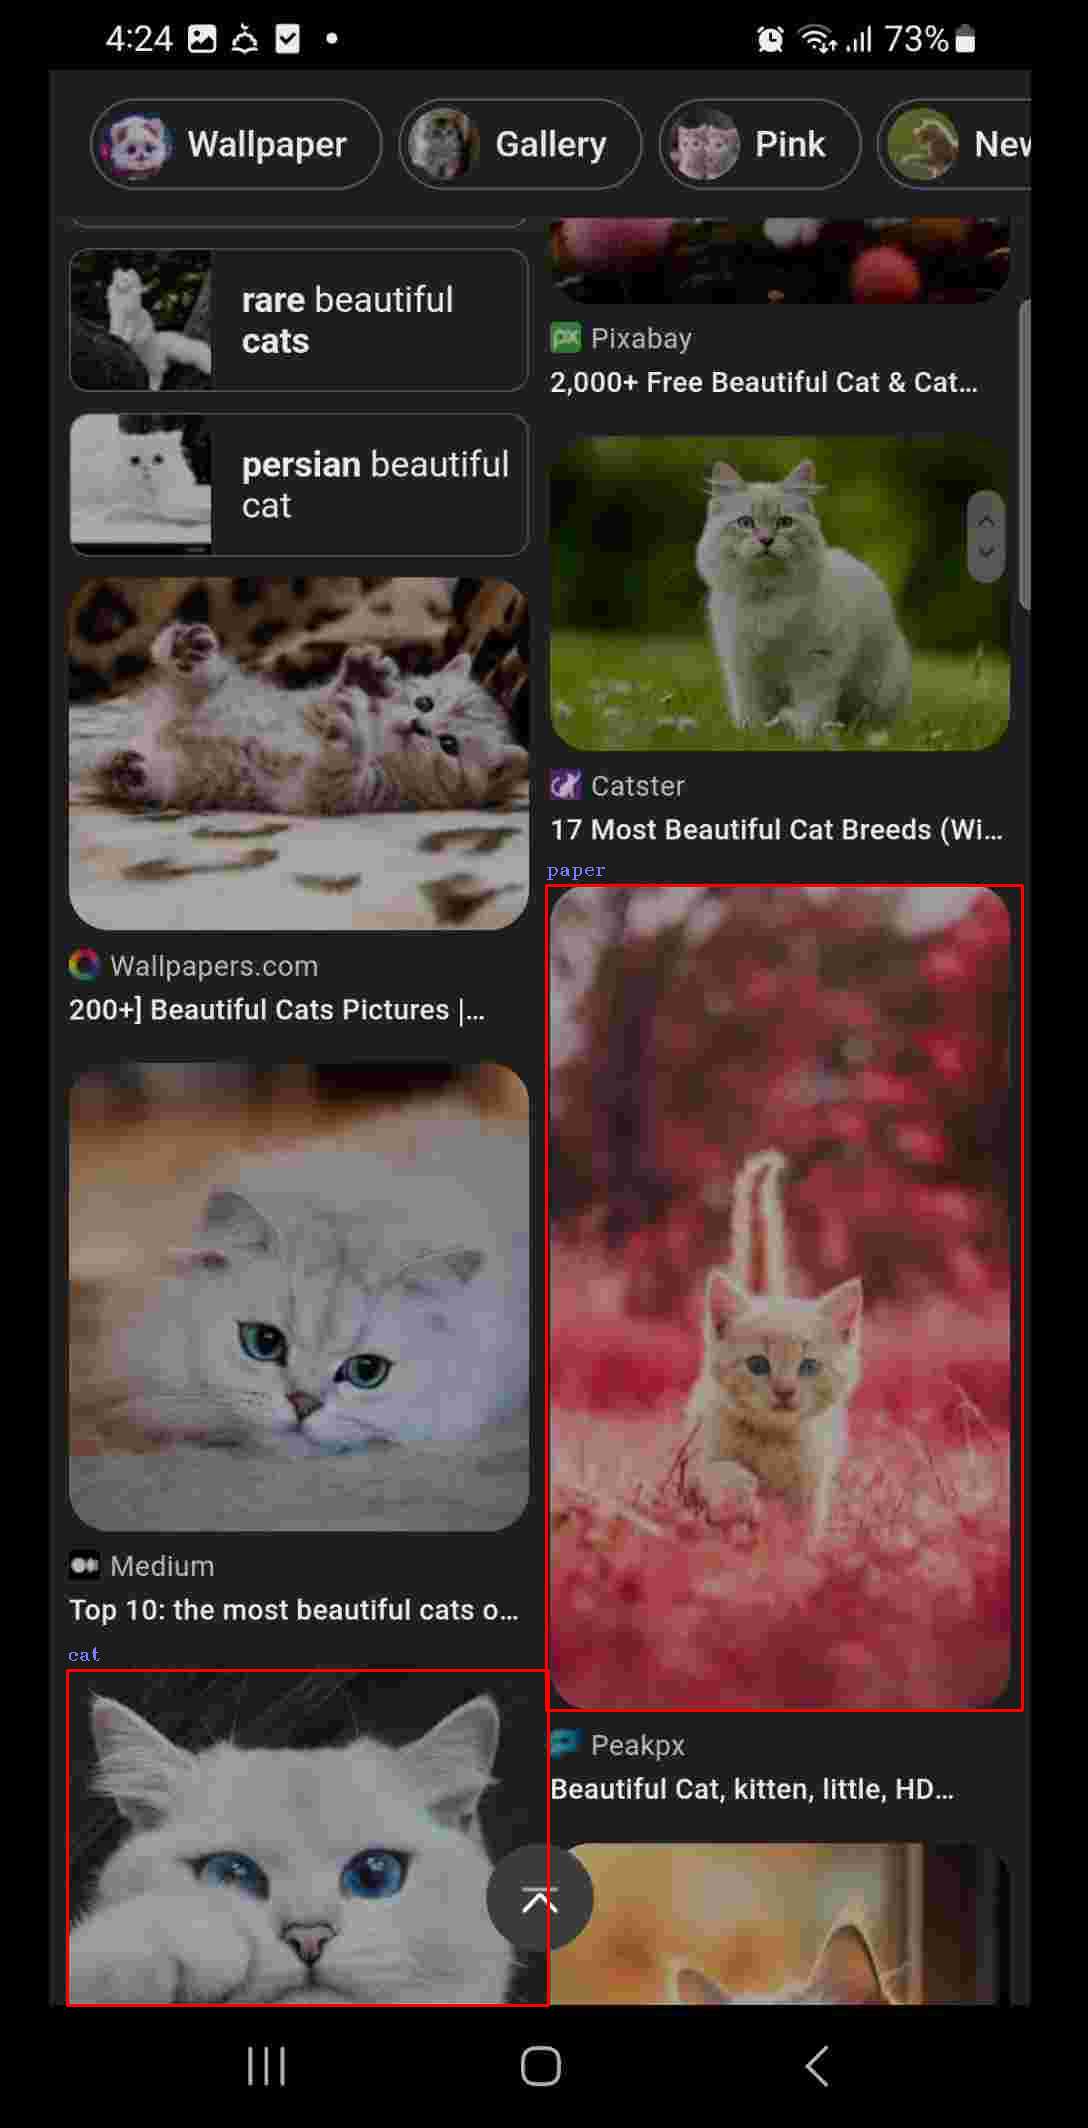 4:24
73%
Wallpaper
Gallery
Pink
New
rare beautiful
cats
persian beautiful
cat
Wallpapers.com
200+] Beautiful Cats Pictures |...
Medium
Top 10: the most beautiful cats o...
cat
Pixabay
2,000+ Free Beautiful Cat & Cat...
Catster
17 Most Beautiful Cat Breeds (Wi...
paper
Peakpx
Beautiful Cat, kitten, little, HD...